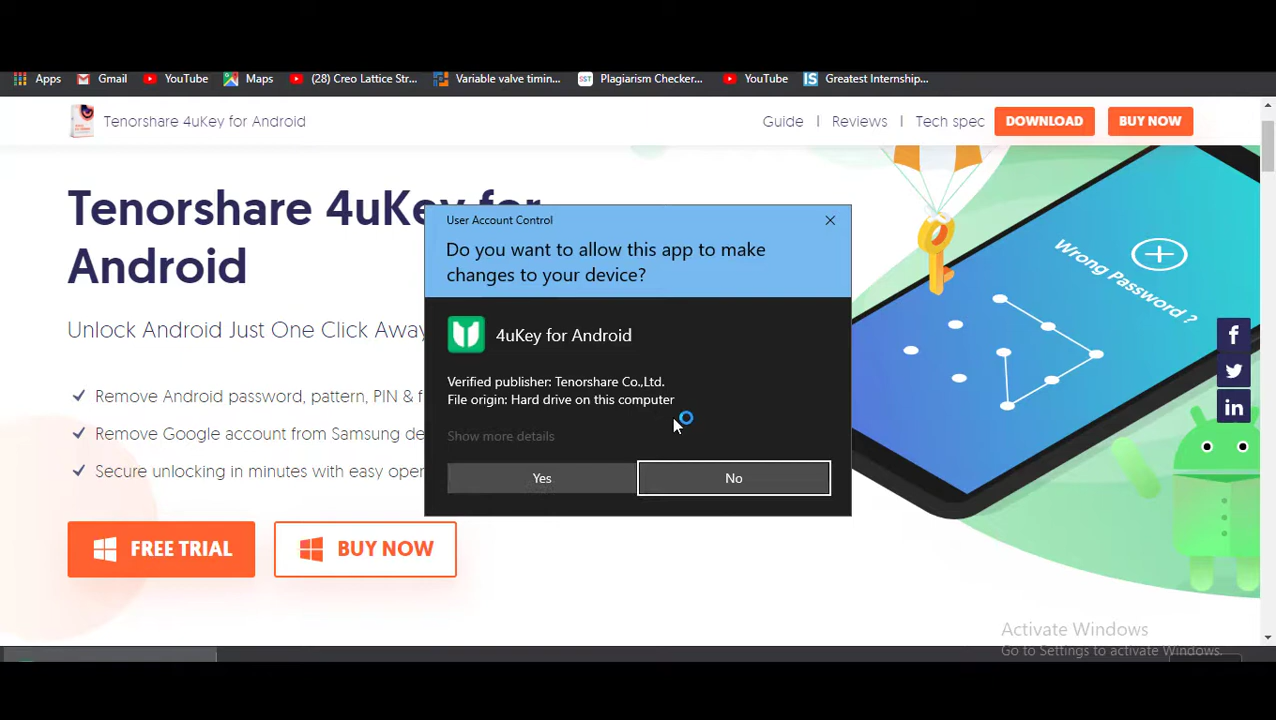 Apps Gmail YouTube Maps (28) Creo Lattice Str... Variable valve timin... SST Plagiarism Checker... YouTube Greatest Internship...
Tenorshare 4uKey for Android Guide | Reviews | Tech spec DOWNLOAD BUY NOW
Tenorshare 4uKey for
Android
Unlock Android Just One Click Away
Remove Android password, pattern, PIN & f
Remove Google account from Samsung de
Secure unlocking in minutes with easy oper
FREE TRIAL BUY NOW
User Account Control
Do you want to allow this app to make
changes to your device?
4uKey for Android
Verified publisher: Tenorshare Co.,Ltd.
File origin: Hard drive on this computer
Show more details
Yes No
Wrong Password ?
Activate Windows
Go to Settings to activate Windows.